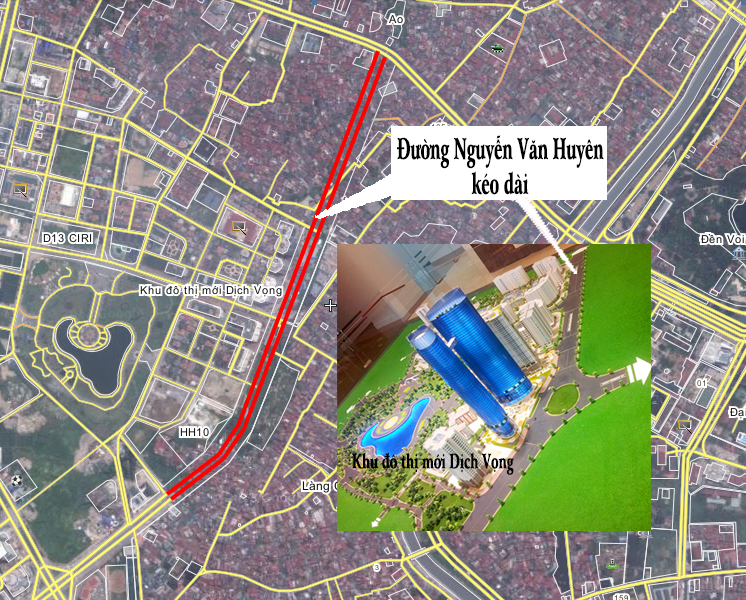 Ao
Đường Nguyễn Văn Huyên
kéo dài
D13 CIRI
Đền Voi
Khu đô thị mới Dịch Vọng
01
HH10
Khu đô thị mới Dịch Vọng
Làng
3
159